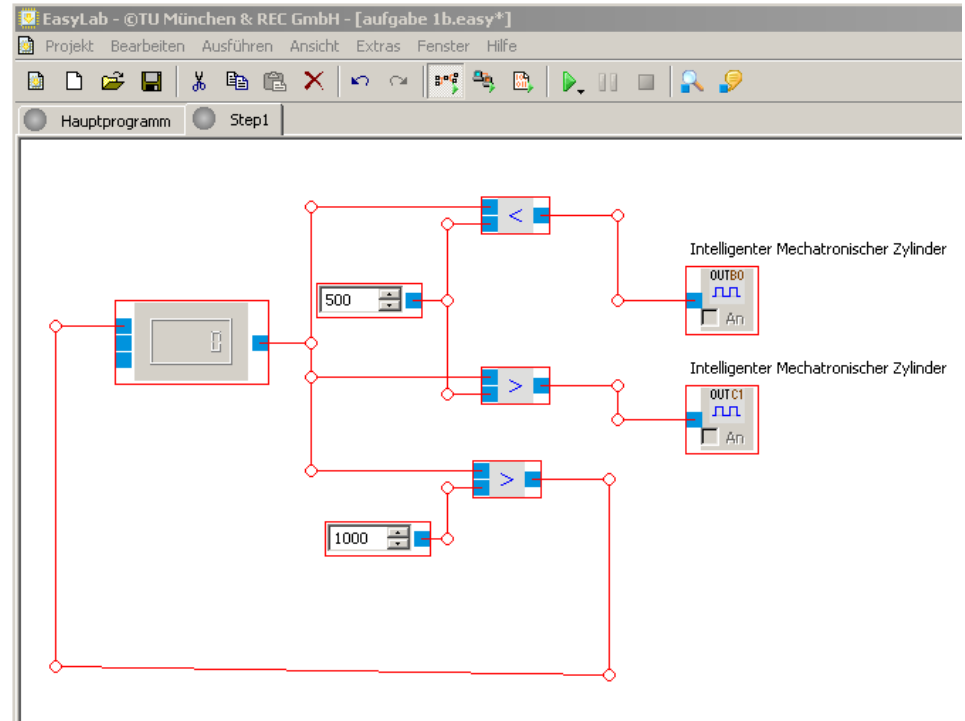 EasyLab - ©TU München & REC GmbH - [aufgabe 1b.easy*]
Projekt Bearbeiten Ausführen Ansicht Extras Fenster Hilfe
Hauptprogramm Step1
<
Intelligenter Mechatronischer Zylinder
OUTB0
An
500
0
Intelligenter Mechatronischer Zylinder
>
OUTC1
An
>
1000